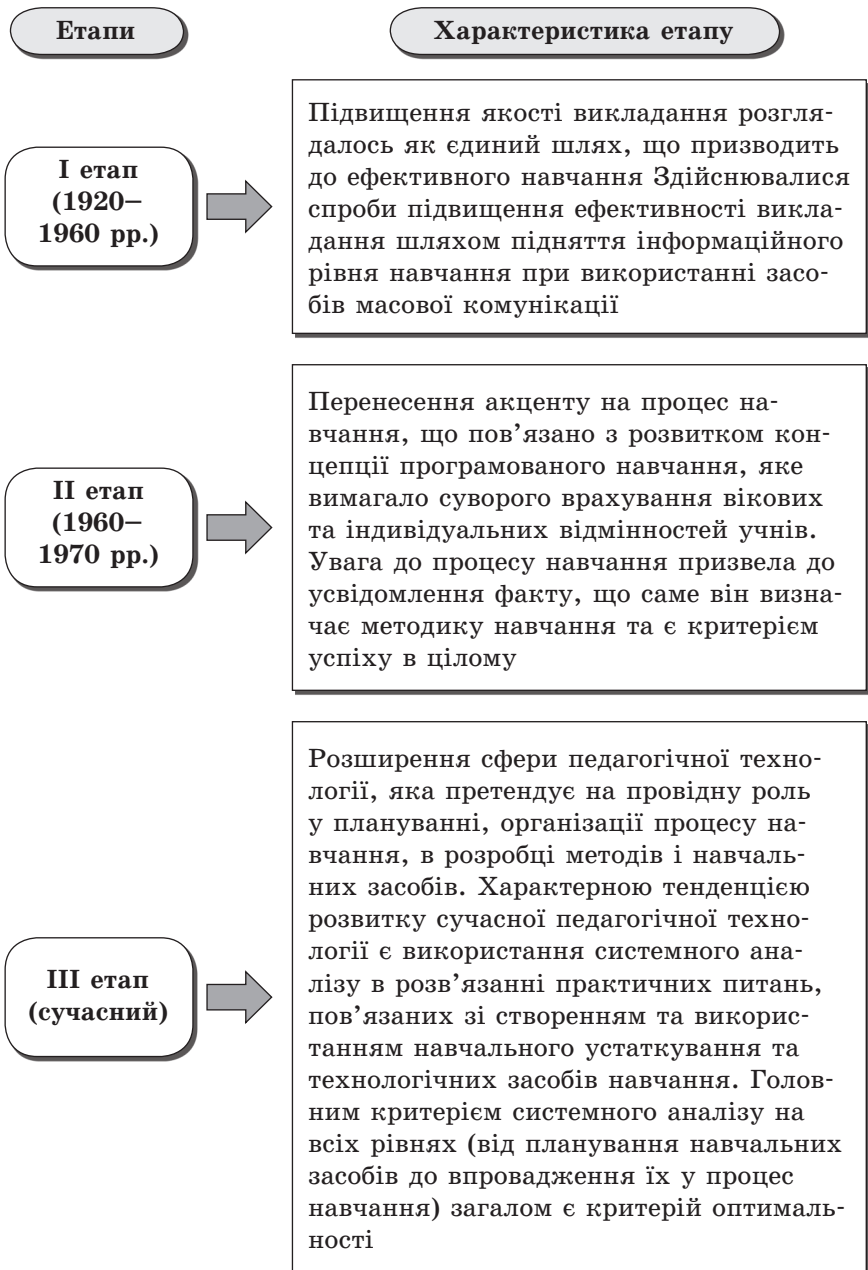 Етапи
Характеристика етапу
І етап
(1920–
1960 рр.)
Підвищення якості викладання розгля-
далось як єдиний шлях, що призводить
до ефективного навчання Здійснювалися
спроби підвищення ефективності викла-
дання шляхом підняття інформаційного
рівня навчання при використанні засо-
бів масової комунікації
ІІ етап
(1960–
1970 рр.)
Перенесення акценту на процес на-
вчання, що пов’язано з розвитком кон-
цепції програмованого навчання, яке
вимагало суворого врахування вікових
та індивідуальних відмінностей учнів.
Увага до процесу навчання призвела до
усвідомлення факту, що саме він визна-
чає методику навчання та є критерієм
успіху в цілому
ІІІ етап
(сучасний)
Розширення сфери педагогічної техно-
логії, яка претендує на провідну роль
у плануванні, організації процесу на-
вчання, в розробці методів і навчаль-
них засобів. Характерною тенденцією
розвитку сучасної педагогічної техно-
логії є використання системного ана-
лізу в розв’язанні практичних питань,
пов’язаних зі створенням та викорис-
танням навчального устаткування та
технологічних засобів навчання. Голов-
ним критерієм системного аналізу на
всіх рівнях (від планування навчальних
засобів до впровадження їх у процес
навчання) загалом є критерій оптималь-
ності